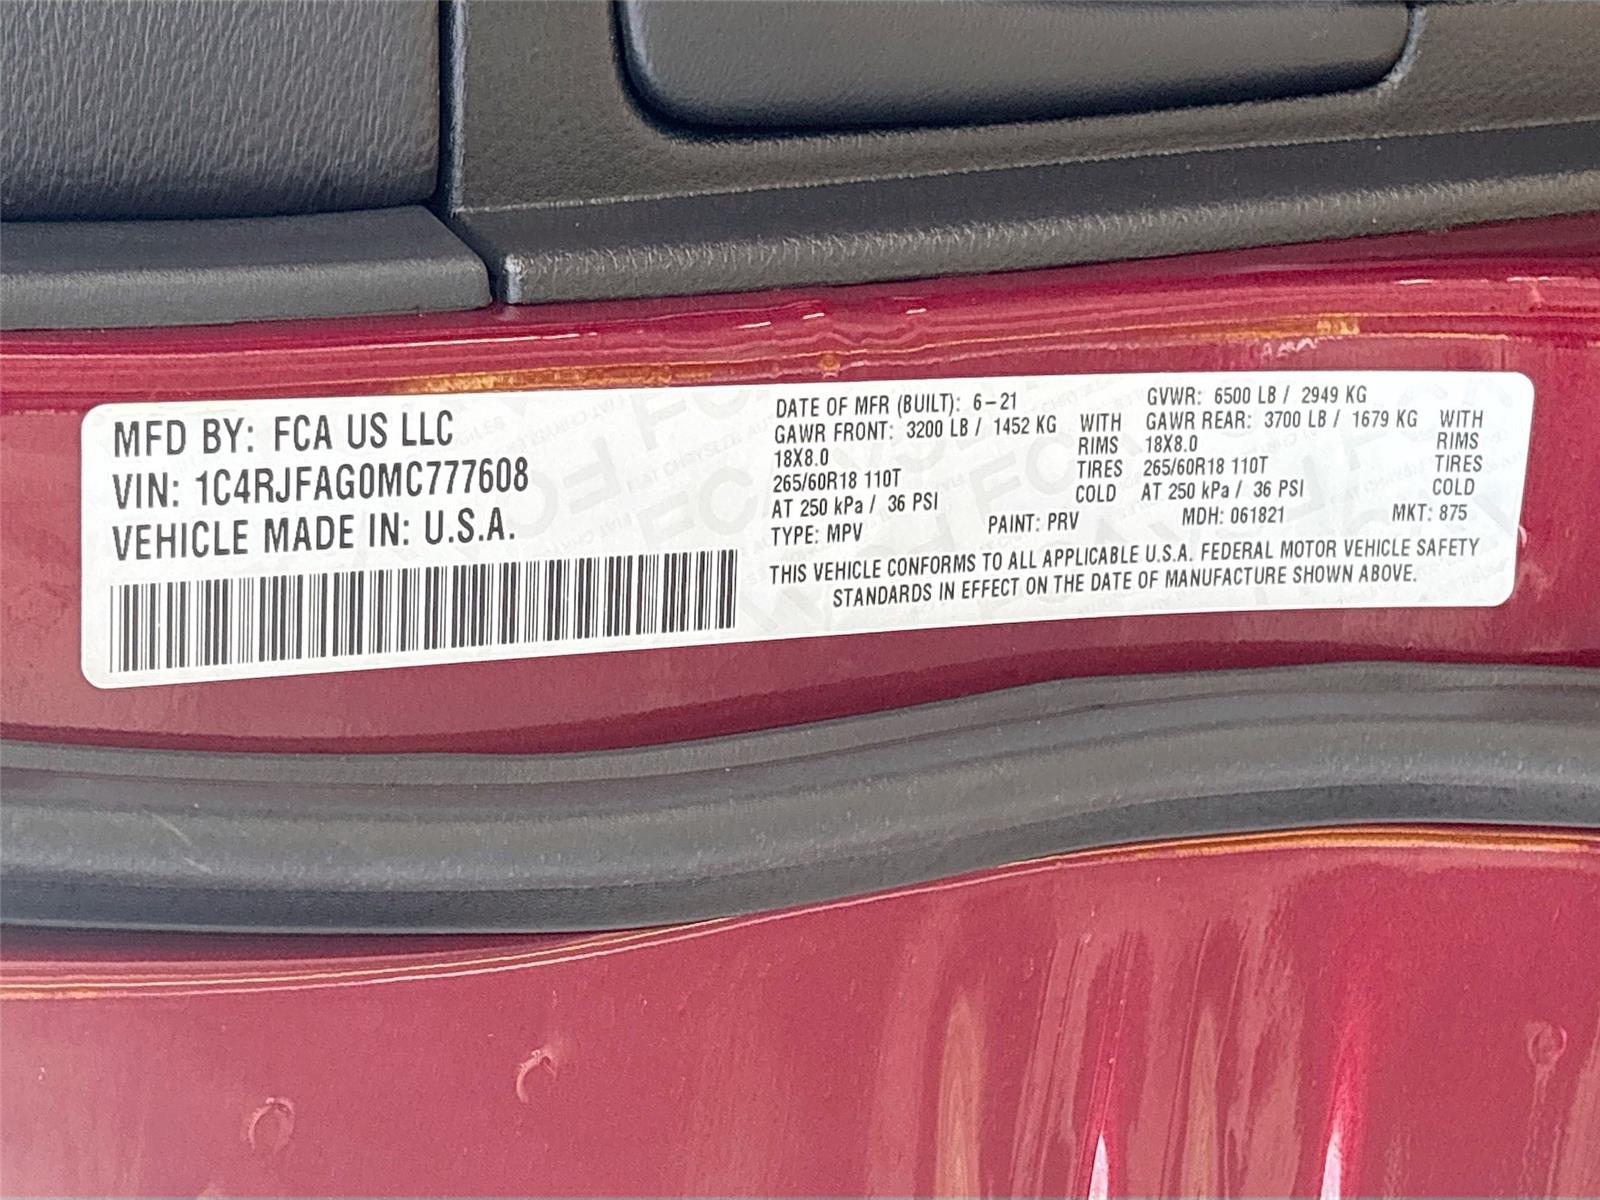 MFD BY: FCA US LLC
VIN: 1C4RJFAG0MC777608
VEHICLE MADE IN: U.S.A.
DATE OF MFR (BUILT): 6-21 GVWR: 6500 LB / 2949 KG
GAWR FRONT: 3200 LB / 1452 KG WITH GAWR REAR: 3700 LB / 1679 KG WITH
18X8.0 RIMS 18X8.0 RIMS
265/60R18 110T TIRES 265/60R18 110T TIRES
AT 250 kPa / 36 PSI COLD AT 250 kPa / 36 PSI COLD
TYPE: MPV PAINT: PRV MDH: 061821 MKT: 875
THIS VEHICLE CONFORMS TO ALL APPLICABLE U.S.A. FEDERAL MOTOR VEHICLE SAFETY
STANDARDS IN EFFECT ON THE DATE OF MANUFACTURE SHOWN ABOVE.